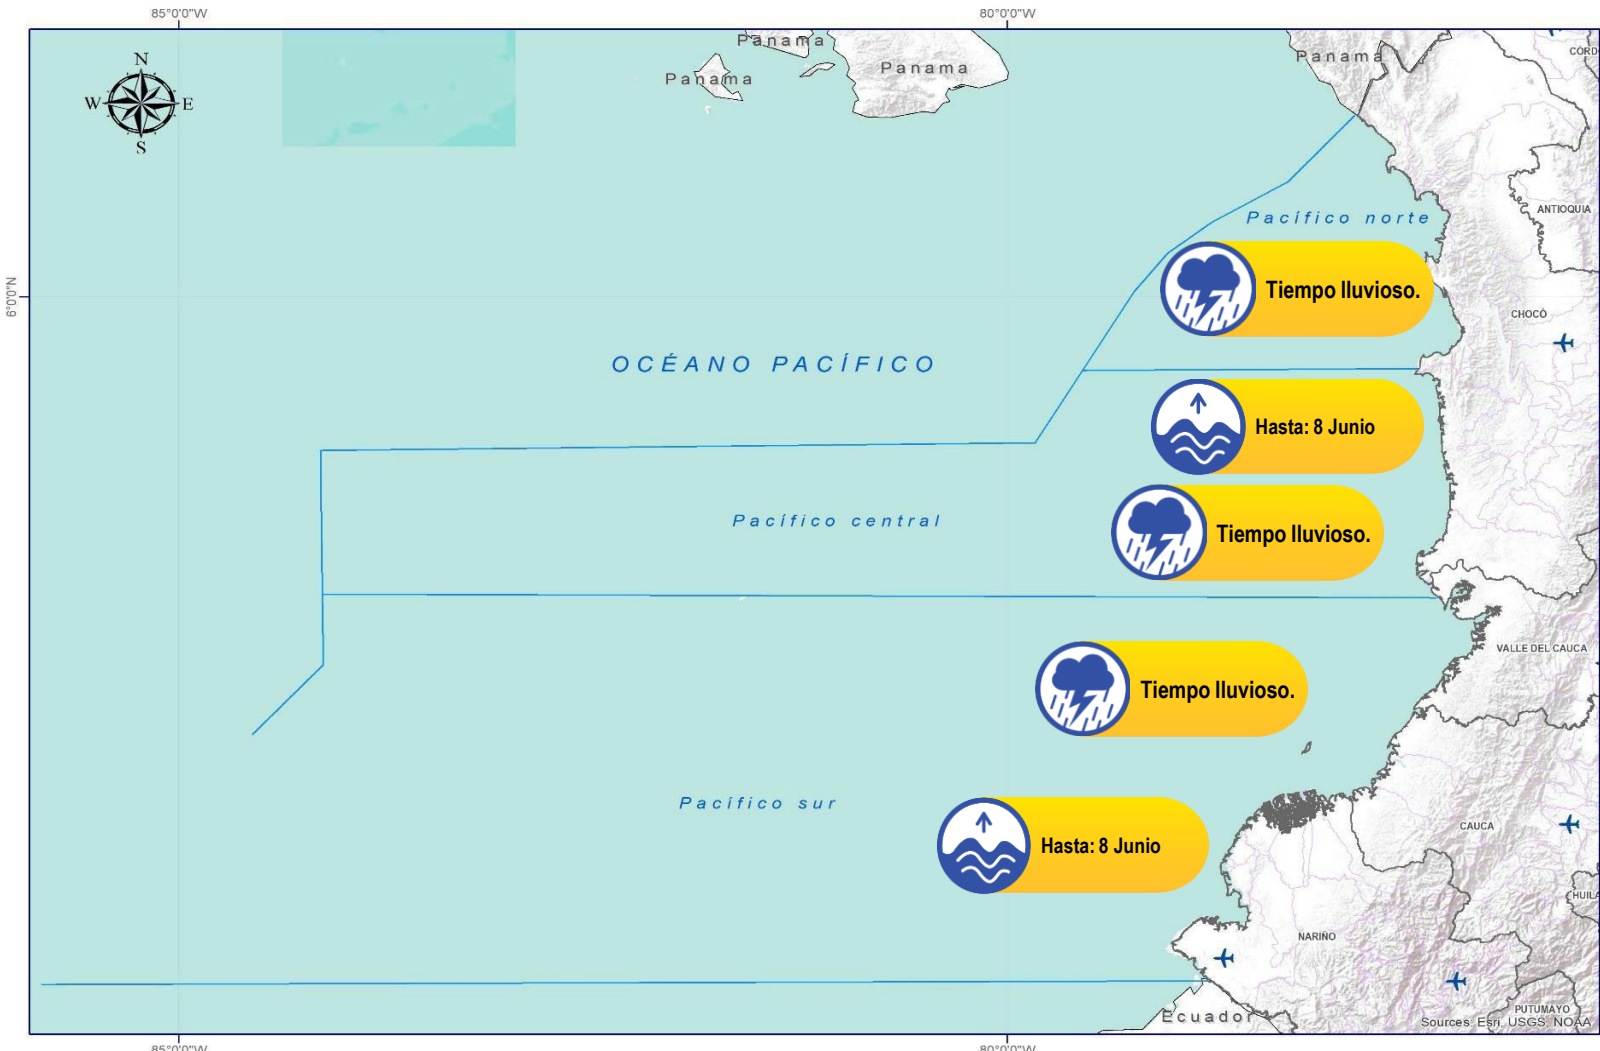 85°0'0"W 80°0'0"W
N
W E
S
Panama
Panama
Panama
Panama
CORD
ANTIOQUIA
Pacífico norte
6°0'0"N
Tiempo lluvioso.
CHOCÓ
OCÉANO PACÍFICO
Hasta: 8 Junio
Pacífico central
Tiempo lluvioso.
VALLE DEL CAUCA
Tiempo lluvioso.
Pacífico sur
CAUCA
Hasta: 8 Junio
HUILA
NARIÑO
PUTUMAYO
Ecuador
Sources: Esri, USGS, NOAA
85°0'0"W 80°0'0"W